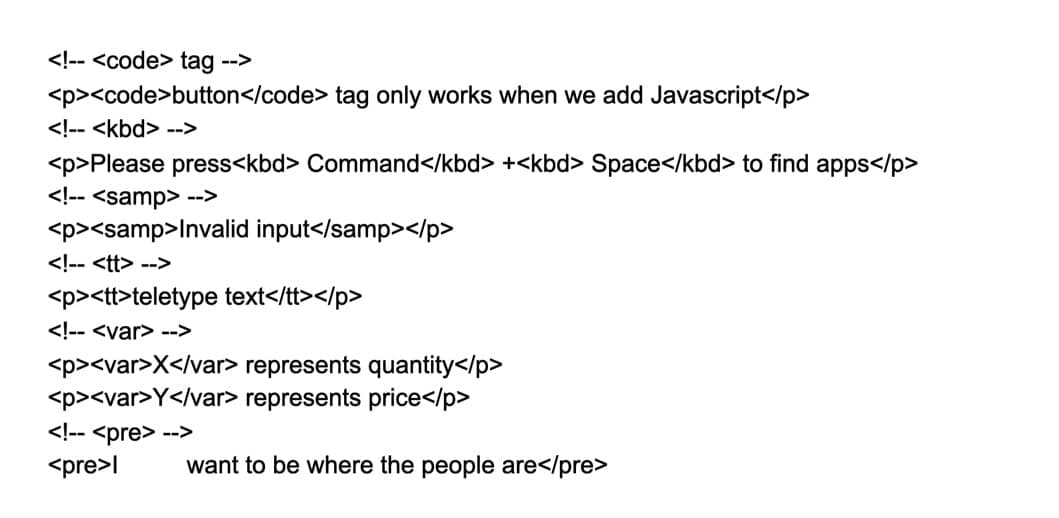 <!-- <code> tag -->
<p><code>button</code> tag only works when we add Javascript</p>
<!-- <kbd> -->
<p>Please press<kbd> Command</kbd> +<kbd> Space</kbd> to find apps</p>
<!-- <samp> -->
<p><samp>Invalid input</samp></p>
<!-- <tt> -->
<p><tt>teletype text</tt></p>
<!-- <var> -->
<p><var>X</var> represents quantity</p>
<p><var>Y</var> represents price</p>
<!-- <pre> -->
<pre>I        want to be where the people are</pre>